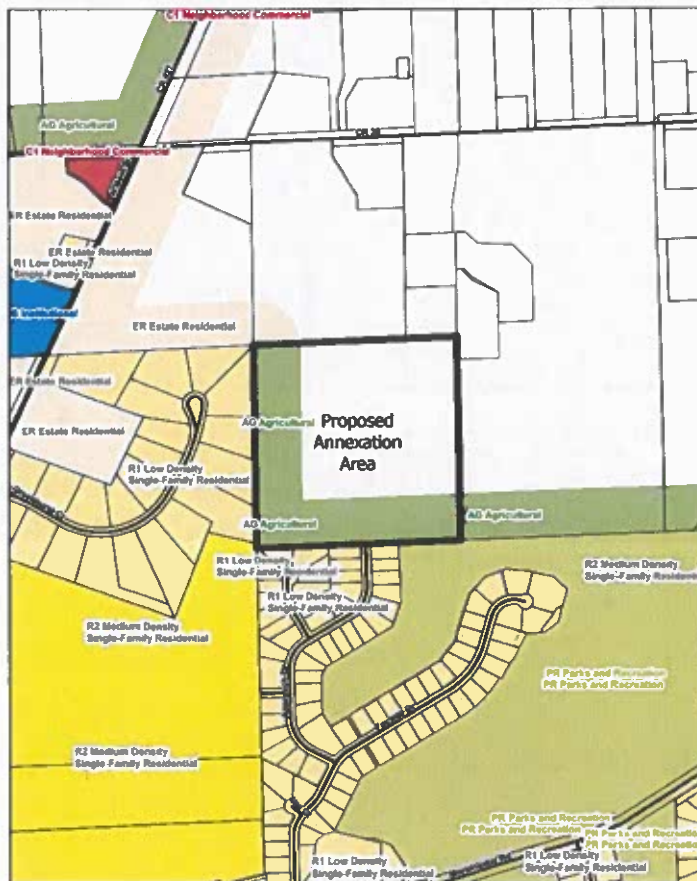 C1 Neighborhood Commercial
AG Agricultural
C1 Neighborhood Commercial
ER Estate Residential
ER Estate Residential
R1 Low Density
Single-Family Residential
Institutional
ER Estate Residential
ER Estate Residential
ER Estate Residential
AG Agricultural
Proposed
Annexation
Area
R1 Low Density
Single-Family Residential
AG Agricultural
AG Agricultural
R1 Low Density
Single-Family Residential
R2 Medium Density
Single-Family Residential
R1 Low Density
Single-Family Residential
R2 Medium Density
Single-Family Residential
PR Parks and Recreation
PR Parks and Recreation
R2 Medium Density
Single-Family Residential
PR Parks and Recreation
PR Parks and Recreation
PR Parks and Recreation
PR Parks and Recreation
R1 Low Density
Single-Family Residential
R1 Low Density
Single-Family Residential